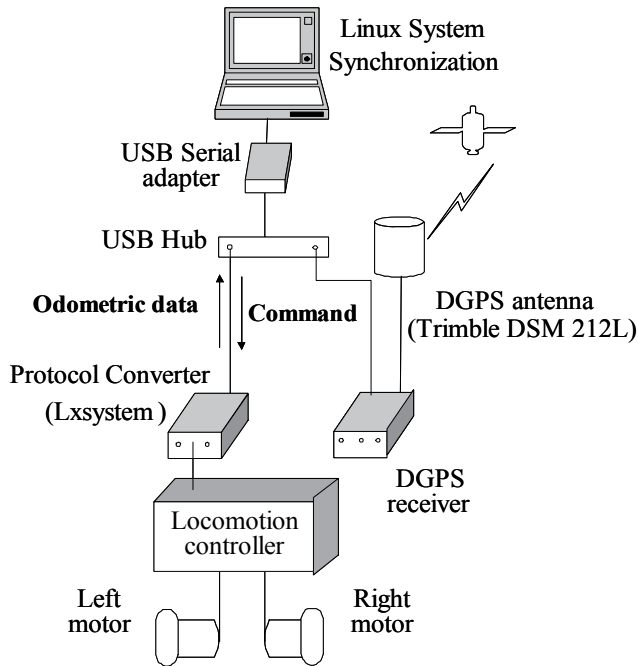 Linux System
Synchronization
USB Serial
adapter
USB Hub
Odometric data
Command
DGPS antenna
(Trimble DSM 212L)
Protocol Converter
(Lxsystem )
DGPS
receiver
Locomotion
controller
Left
motor
Right
motor